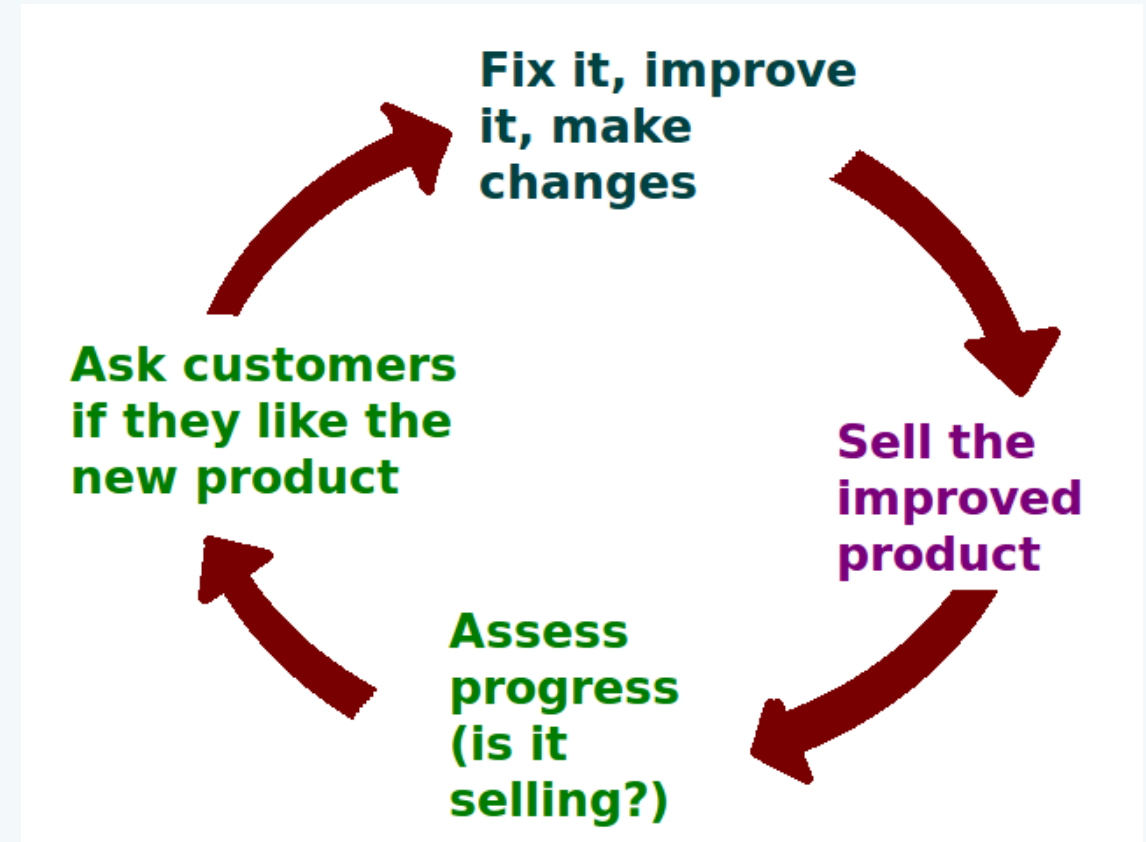 Fix it, improve
it, make
changes
Sell the
improved
product
Assess
progress
(is it
selling?)
Ask customers
if they like the
new product